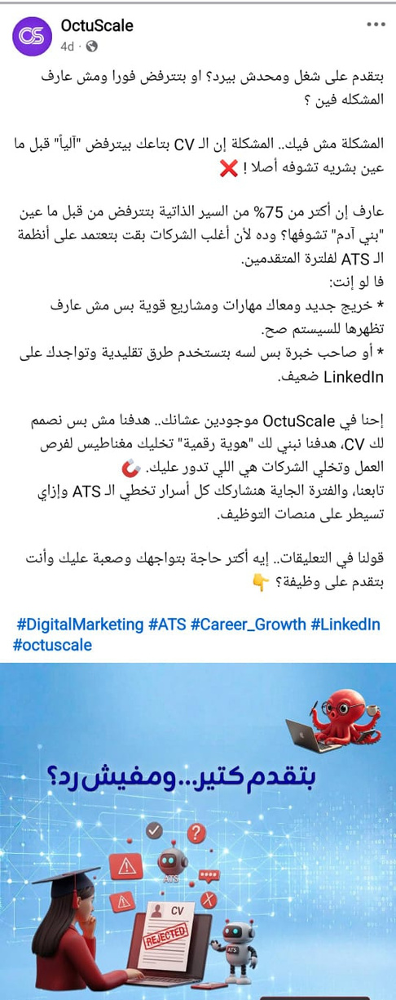 OctuScale
4d
بتقدم على شغل ومحدش بيرد؟ او بتترفض فورا ومش عارف
المشكله فين ؟
المشكلة مش فيك.. المشكلة إن الـ CV بتاعك بيترفض "آلياً" قبل ما
عين بشريه تشوفه أصلا ! ❌
عارف إن أكتر من 75% من السير الذاتية بتترفض من قبل ما عين
"بني آدم" تشوفها؟ وده لأن أغلب الشركات بقت بتعتمد على أنظمة
الـ ATS لفلترة المتقدمين.
فا لو إنت:
* خريج جديد ومعاك مهارات ومشاريع قوية بس مش عارف
تظهرها للسيستم صح.
* أو صاحب خبرة بس لسه بتستخدم طرق تقليدية وتواجدك على
LinkedIn ضعيف.
إحنا في OctuScale موجودين عشانك.. هدفنا مش بس نصمم
لك CV، هدفنا نبني لك "هوية رقمية" تخليك مغناطيس لفرص
العمل وتخلي الشركات هي اللي تدور عليك. 🧲
تابعنا، والفترة الجاية هنشاركك كل أسرار تخطي الـ ATS وإزاي
تسيطر على منصات التوظيف.
قولنا في التعليقات.. إيه أكتر حاجة بتواجهك وصعبة عليك وأنت
بتقدم على وظيفة؟ 👇
#DigitalMarketing #ATS #Career_Growth #LinkedIn
#octuscale
بتقدم كتير...ومفيش رد؟
ATS
CV
REJECTED
ATS